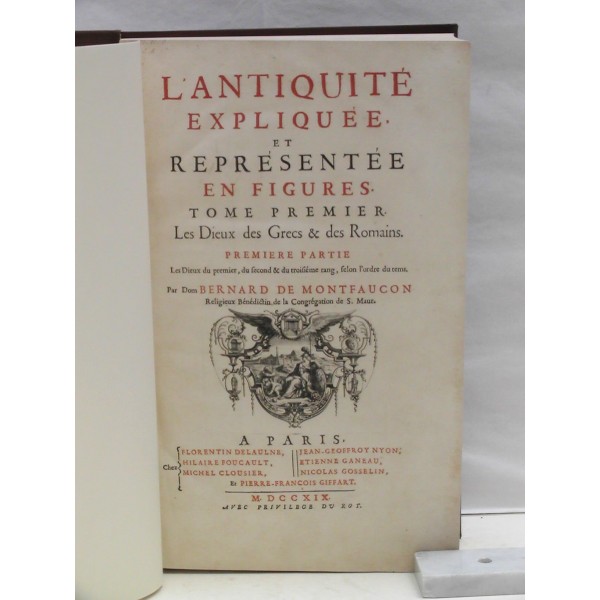 L'ANTIQUITÉ
EXPLIQUÉE,
ET
REPRÉSENTÉE
EN FIGURES.
TOME PREMIER.
Les Dieux des Grecs & des Romains.
PREMIERE PARTIE
Les Dieux du premier, du second & du troisiéme rang, selon l'ordre du tems.
Par Dom BERNARD DE MONTFAUCON
Religieux Bénédictin de la Congrégation de S. Maur.
A PARIS,
Chez
FLORENTIN DELAULNE,
HILAIRE FOUCAULT,
MICHEL CLOUSIER,
JEAN-GEOFFROY NYON,
ETIENNE GANEAU,
NICOLAS GOSSELIN,
Et PIERRE-FRANÇOIS GIFFART.
M. DCCXIX.
AVEC PRIVILEGE DU ROY.